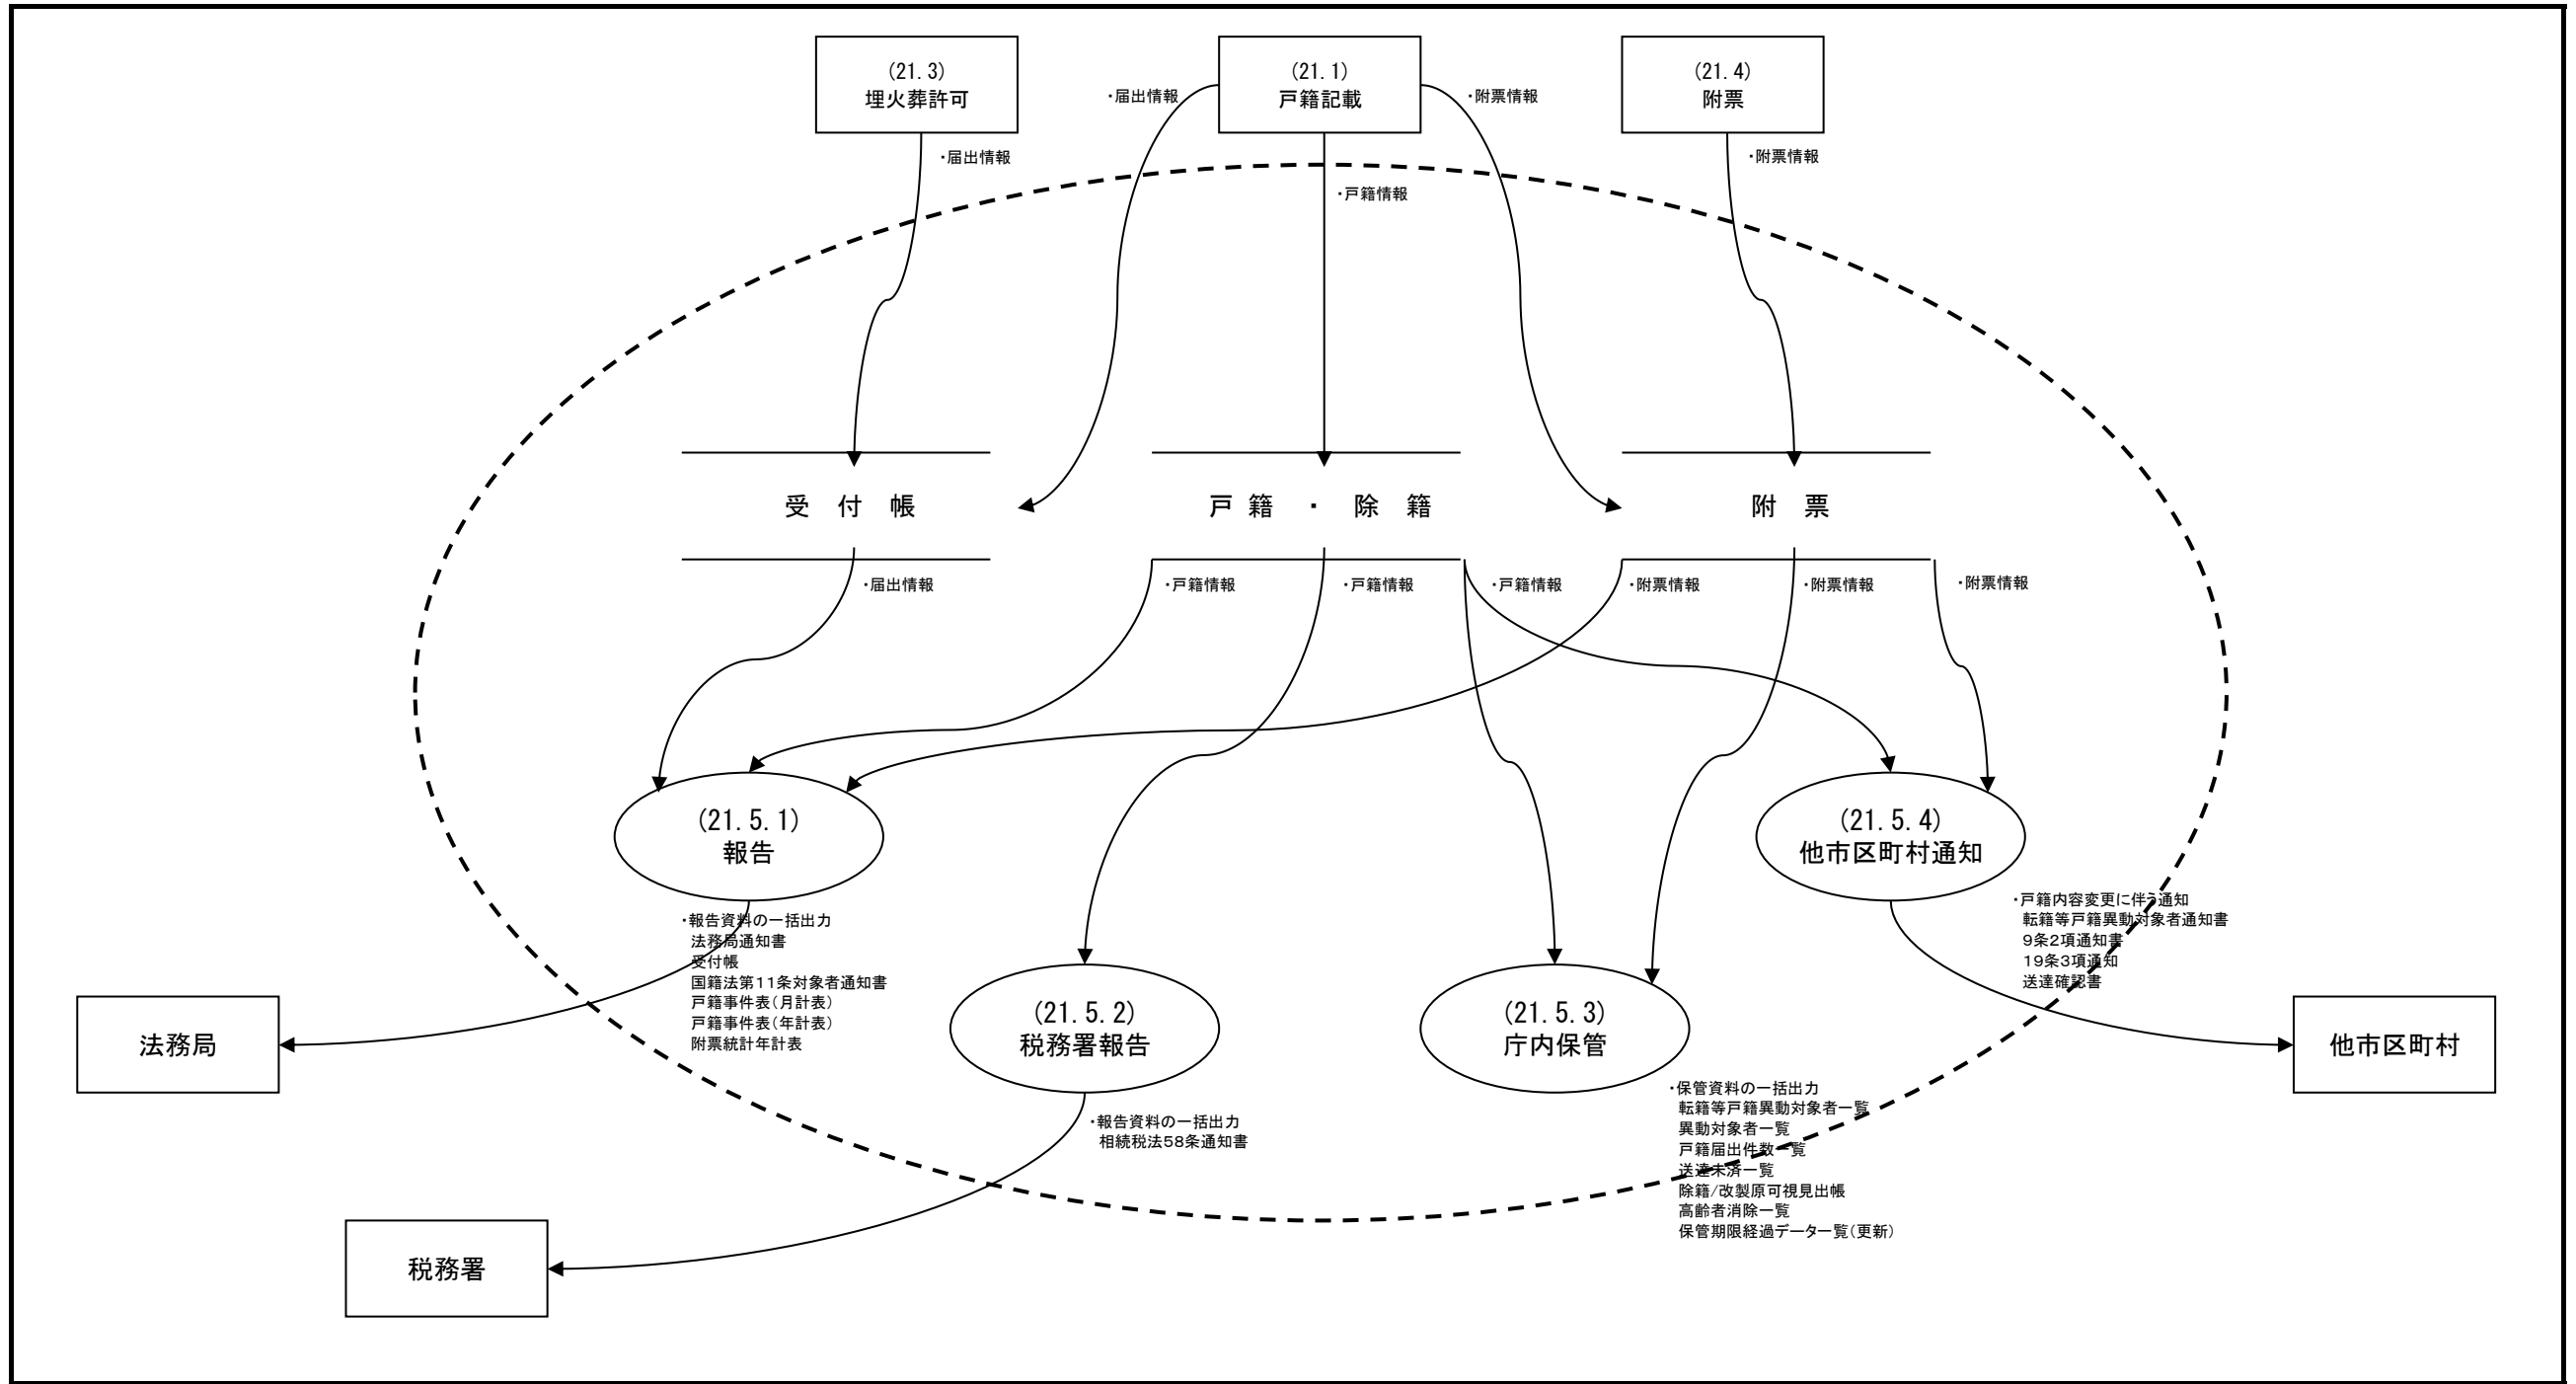 (21.3)
埋火葬許可
(21.1)
戸籍記載
(21.4)
附票
・届出情報
・附票情報
・届出情報
・附票情報
・戸籍情報
受 付 帳
戸 籍 ・ 除 籍
附 票
・届出情報
・戸籍情報
・戸籍情報
・戸籍情報
・附票情報
・附票情報
・附票情報
(21.5.1)
報告
(21.5.4)
他市区町村通知
・報告資料の一括出力
法務局通知書
受付帳
国籍法第11条対象者通知書
戸籍事件表(月計表)
戸籍事件表(年計表)
附票統計年計表
・戸籍内容変更に伴う通知
転籍等戸籍異動対象者通知書
9条2項通知書
19条3項通知
送達確認書
法務局
(21.5.2)
税務署報告
(21.5.3)
庁内保管
他市区町村
・報告資料の一括出力
相続税法58条通知書
・保管資料の一括出力
転籍等戸籍異動対象者一覧
異動対象者一覧
戸籍届出件数一覧
送達未済一覧
除籍/改製原可視見出帳
高齢者消除一覧
保管期限経過データ一覧(更新)
税務署